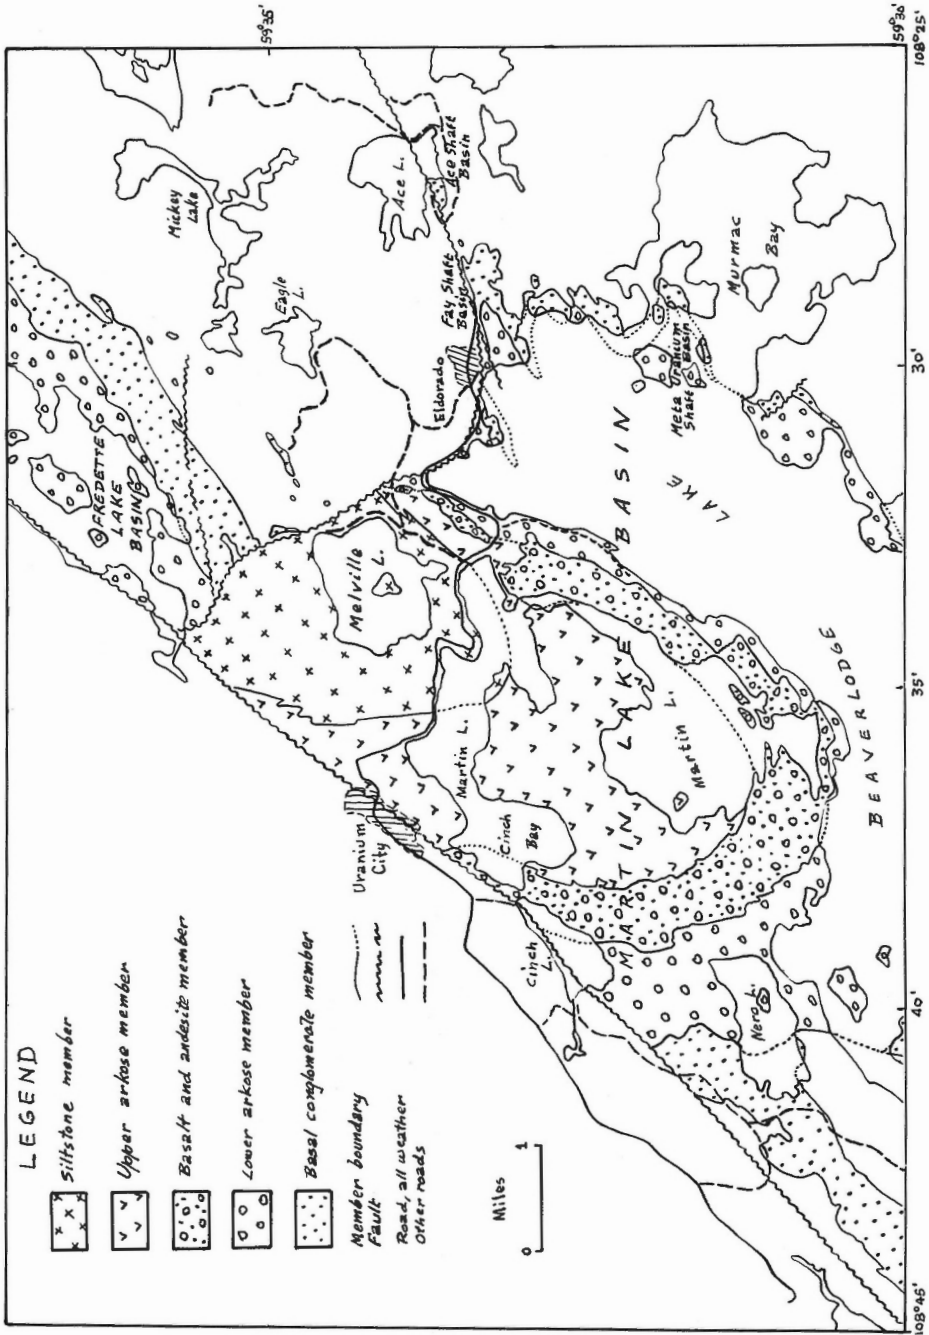 LEGEND
Siltstone member
Upper arkose member
Basalt and andesite member
Lower arkose member
Basal conglomerate member
Member boundary
Fault
Road, all weather
Other roads
Miles
0 1
Uranium
City
FREDETTE
LAKE
BASIN
Mickey
Lake
Eagle
L.
Ace L.
Ace Shaft
Basin
Fay Shaft
Basin
Eldorado
Melville
L.
Martin L.
Cinch
Bay
Cinch
L.
Martin L.
MARTIN LAKE BASIN
Nero L.
Meta Uranium
Shaft Basin
Murmac
Bay
BEAVERLODGE
LAKE
59°35'
59°30'
108°25'
30'
35'
40'
108°45'